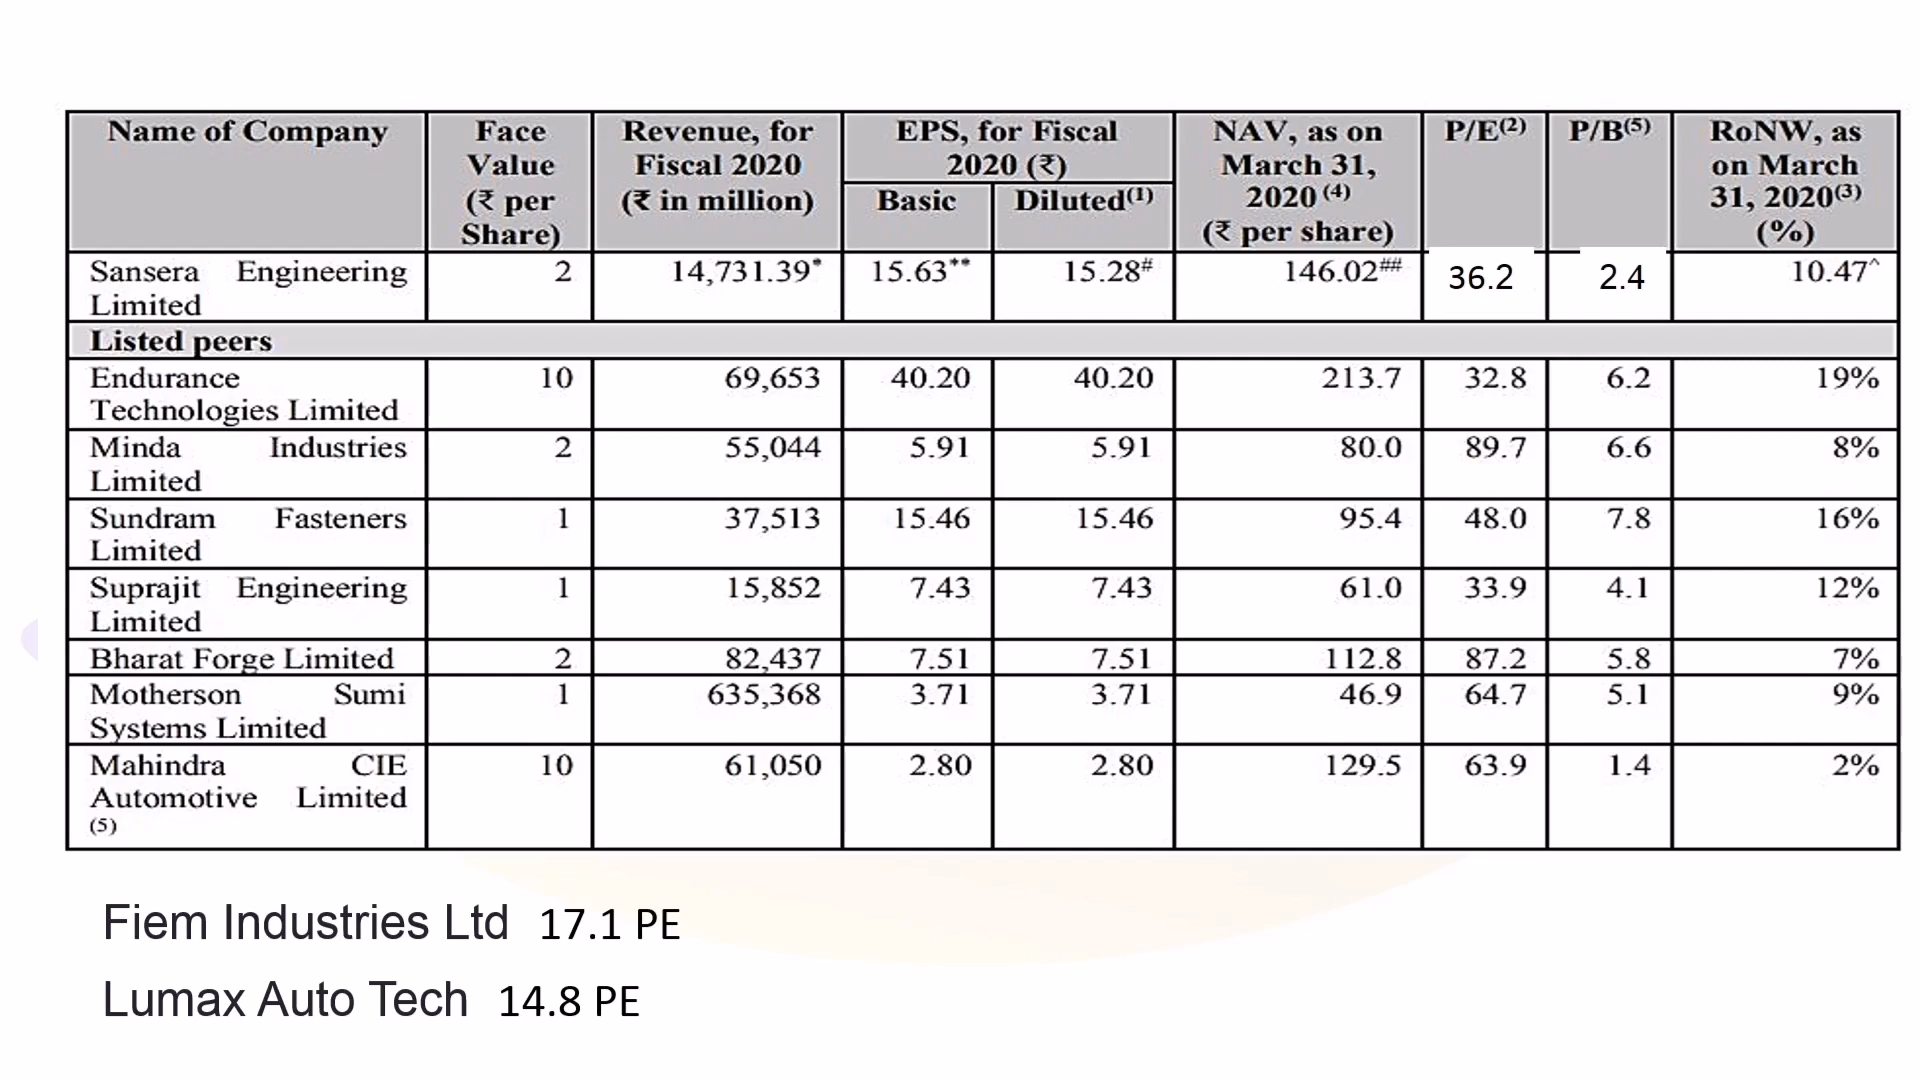 Name of Company Face Value (₹ per Share) Revenue, for Fiscal 2020 (₹ in million) EPS, for Fiscal 2020 (₹) NAV, as on March 31, 2020 (4) (₹ per share) P/E(2) P/B(5) RoNW, as on March 31, 2020(3) (%)
Basic Diluted(1)
Sansera Engineering Limited 2 14,731.39* 15.63** 15.28# 146.02## 36.2 2.4 10.47^
Listed peers
Endurance Technologies Limited 10 69,653 40.20 40.20 213.7 32.8 6.2 19%
Minda Industries Limited 2 55,044 5.91 5.91 80.0 89.7 6.6 8%
Sundram Fasteners Limited 1 37,513 15.46 15.46 95.4 48.0 7.8 16%
Suprajit Engineering Limited 1 15,852 7.43 7.43 61.0 33.9 4.1 12%
Bharat Forge Limited 2 82,437 7.51 7.51 112.8 87.2 5.8 7%
Motherson Sumi Systems Limited 1 635,368 3.71 3.71 46.9 64.7 5.1 9%
Mahindra CIE Automotive Limited (5) 10 61,050 2.80 2.80 129.5 63.9 1.4 2%
Fiem Industries Ltd 17.1 PE
Lumax Auto Tech 14.8 PE